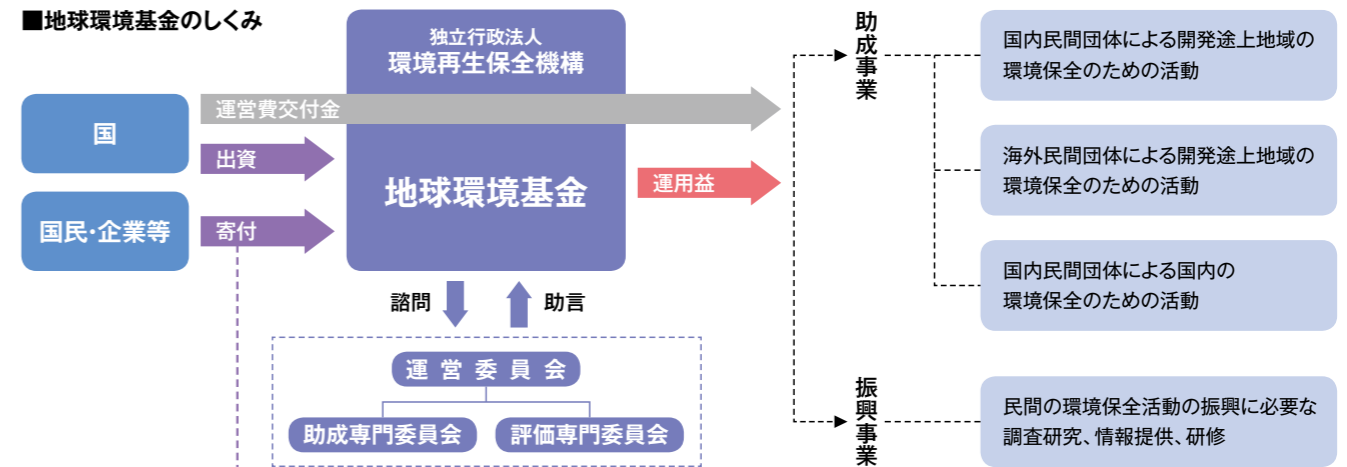 ■地球環境基金のしくみ
独立行政法人
環境再生保全機構
地球環境基金
国
国民・企業等
運営費交付金
出資
寄付
運用益
諮問
助言
運営委員会
助成専門委員会
評価専門委員会
助成事業
国内民間団体による開発途上地域の
環境保全のための活動
海外民間団体による開発途上地域の
環境保全のための活動
国内民間団体による国内の
環境保全のための活動
振興事業
民間の環境保全活動の振興に必要な
調査研究、情報提供、研修